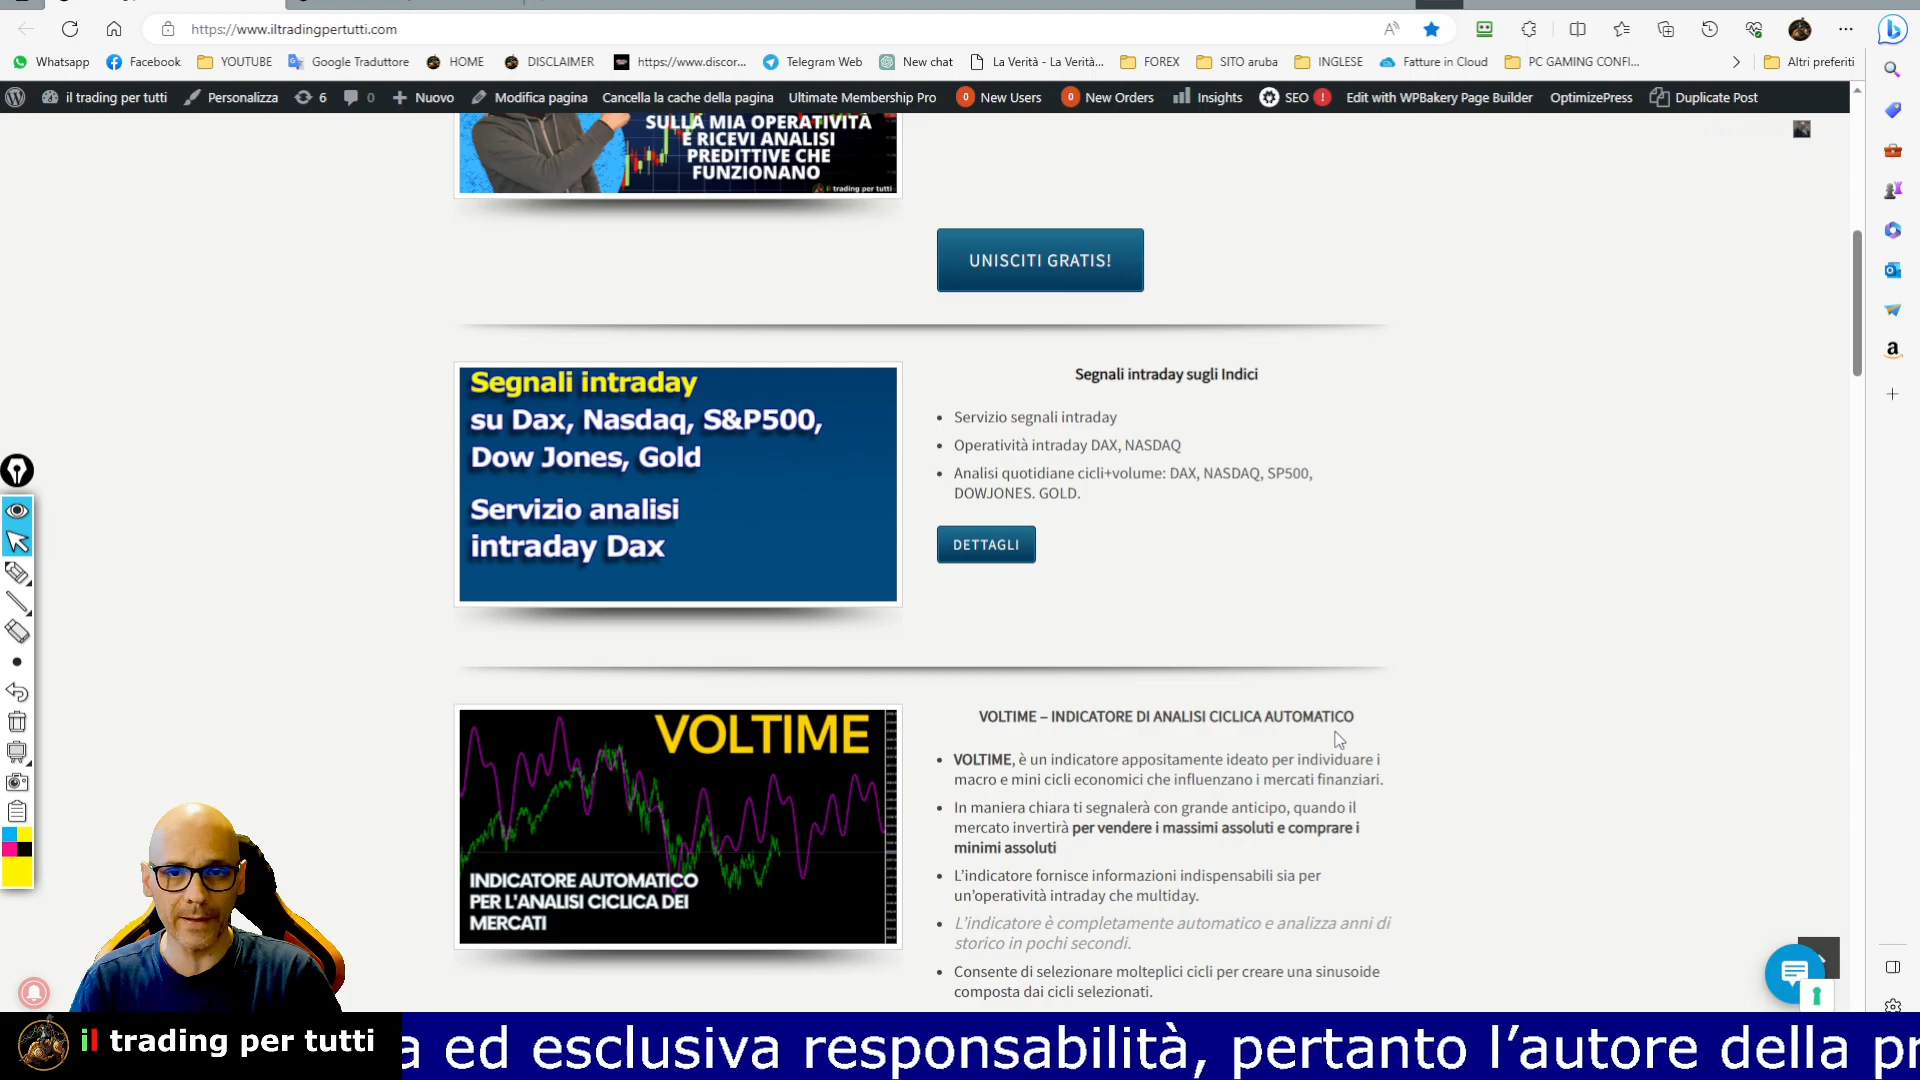 https://www.iltradingpertutti.com
Whatsapp
Facebook
YOUTUBE
Google Traduttore
HOME
DISCLAIMER
https://www.discor...
Telegram Web
New chat
La Verità - La Verità...
FOREX
SITO aruba
INGLESE
Fatture in Cloud
PC GAMING CONFI...
Altri preferiti
il trading per tutti
Personalizza
6
0
Nuovo
Modifica pagina
Cancella la cache della pagina
Ultimate Membership Pro
0 New Users
0 New Orders
Insights
SEO !
Edit with WPBakery Page Builder
OptimizePress
Duplicate Post
SULLA MIA OPERATIVITÀ
E RICEVI ANALISI
PREDITTIVE CHE
FUNZIONANO
il trading per tutti
UNISCITI GRATIS!
Segnali intraday
su Dax, Nasdaq, S&P500,
Dow Jones, Gold
Servizio analisi
intraday Dax
Segnali intraday sugli Indici
Servizio segnali intraday
Operatività intraday DAX, NASDAQ
Analisi quotidiane cicli+volume: DAX, NASDAQ, SP500,
DOWJONES. GOLD.
DETTAGLI
VOLTIME
INDICATORE AUTOMATICO
PER L'ANALISI CICLICA DEI
MERCATI
VOLTIME – INDICATORE DI ANALISI CICLICA AUTOMATICO
VOLTIME, è un indicatore appositamente ideato per individuare i
macro e mini cicli economici che influenzano i mercati finanziari.
In maniera chiara ti segnalerà con grande anticipo, quando il
mercato invertirà per vendere i massimi assoluti e comprare i
minimi assoluti
L'indicatore fornisce informazioni indispensabili sia per
un'operatività intraday che multiday.
L'indicatore è completamente automatico e analizza anni di
storico in pochi secondi.
Consente di selezionare molteplici cicli per creare una sinusoide
composta dai cicli selezionati.
il trading per tutti
a ed esclusiva responsabilità, pertanto l'autore della pr